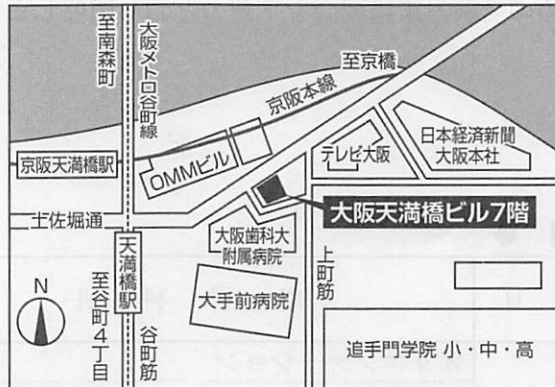 至南森町
大阪メトロ谷町線
至京橋
京阪本線
京阪天満橋駅
OMMビル
テレビ大阪
日本経済新聞
大阪本社
大阪天満橋ビル7階
土佐堀通
天満橋駅
大阪歯科大
附属病院
上町筋
大手前病院
N
至谷町4丁目
谷町筋
追手門学院 小・中・高